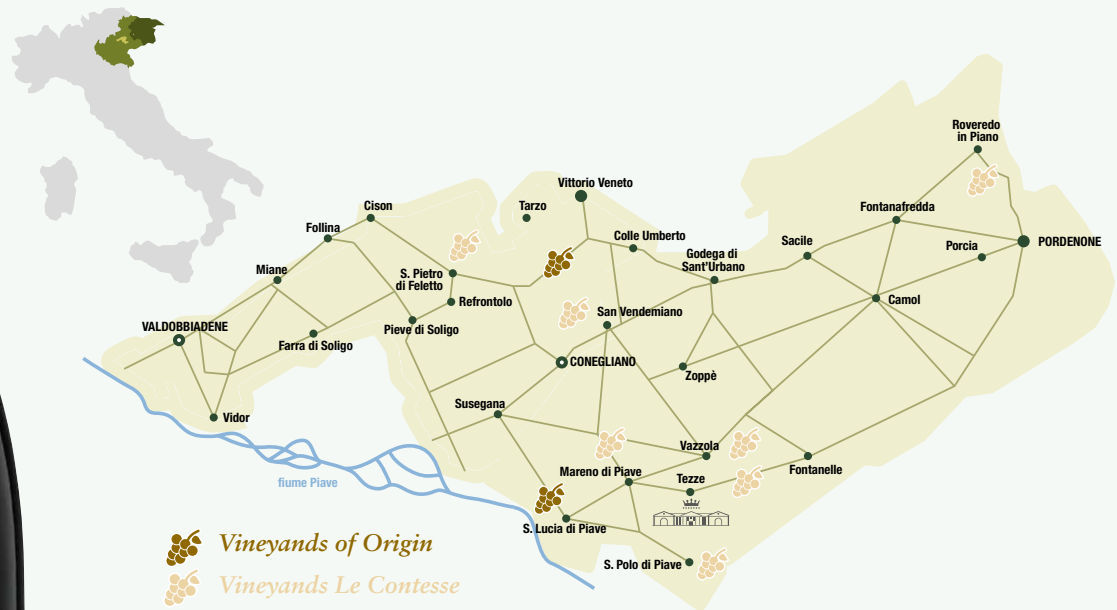 Roveredo
in Piano
Vittorio Veneto
Cison
Tarzo
Fontanafredda
Follina
Colle Umberto
Sacile
PORDENONE
Porcia
Godega di
Sant'Urbano
Miane
S. Pietro
di Feletto
Refrontolo
Camol
San Vendemiano
VALDOBBIADENE
Pieve di Soligo
Farra di Soligo
CONEGLIANO
Zoppè
Susegana
Vidor
Vazzola
Mareno di Piave
Fontanelle
Tezze
fiume Piave
S. Lucia di Piave
Vineyands of Origin
S. Polo di Piave
Vineyands Le Contesse